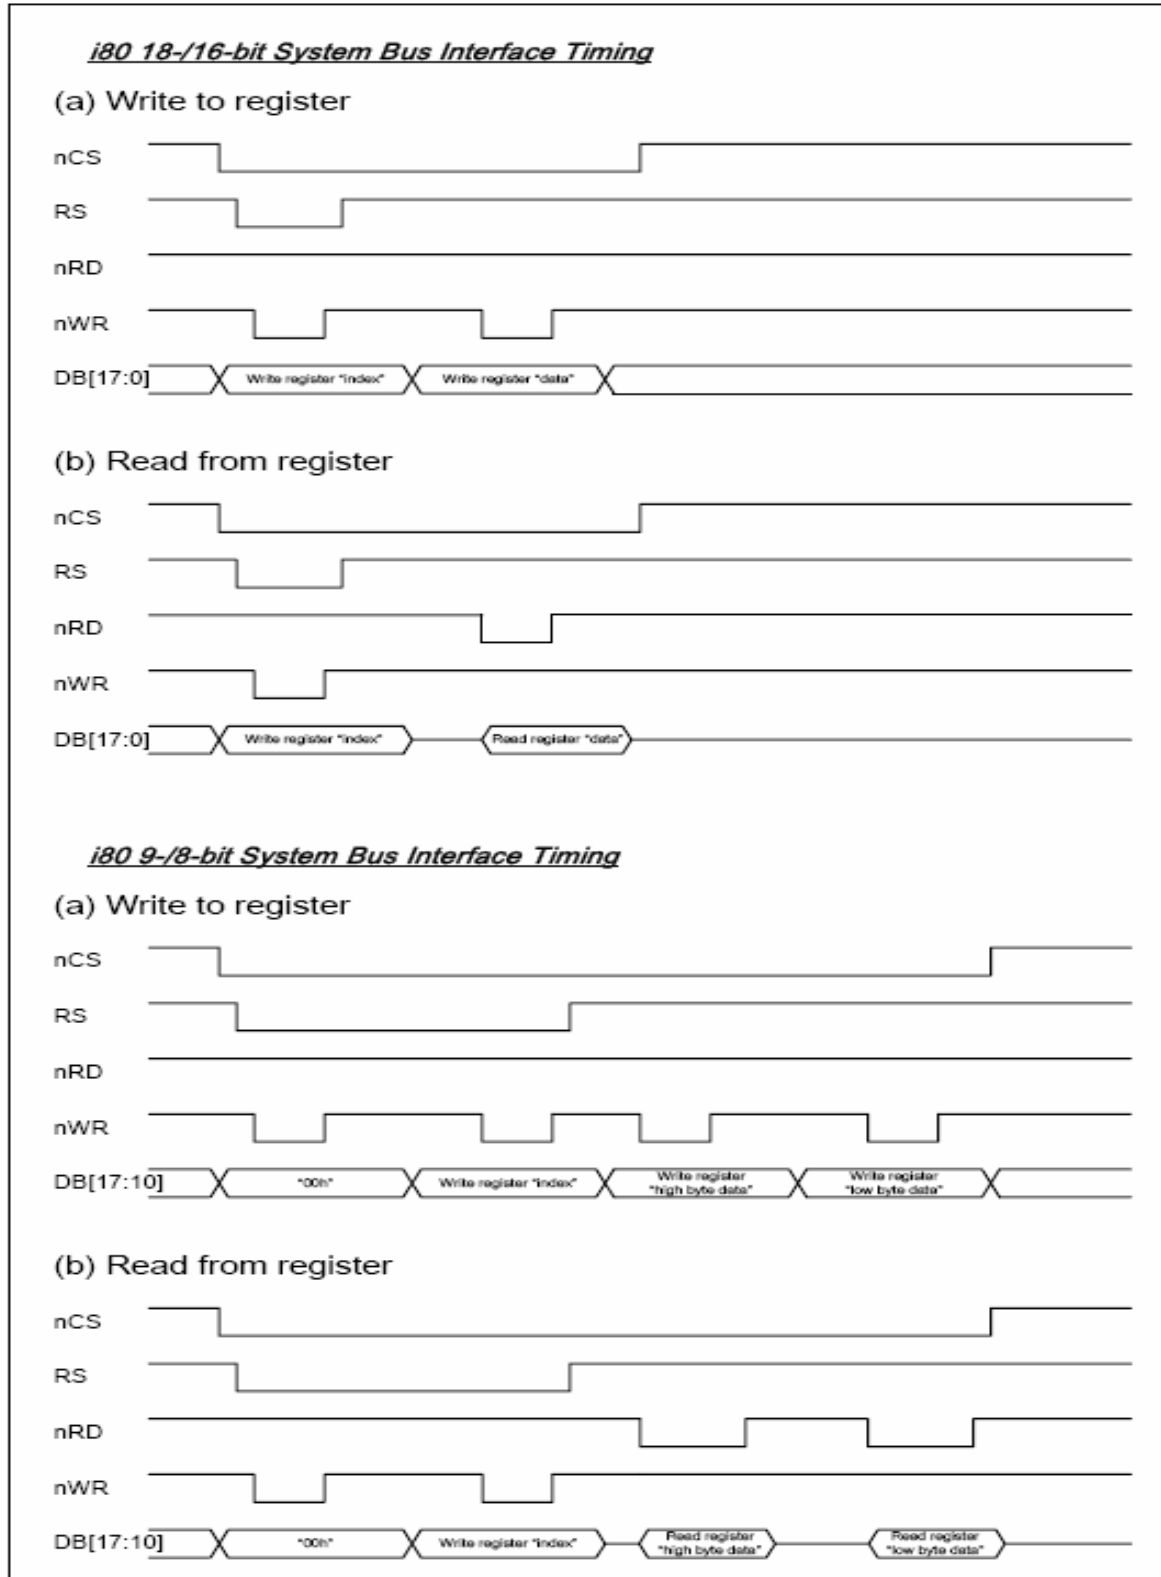 i80 18-/16-bit System Bus Interface Timing
(a) Write to register
nCS
RS
nRD
nWR
DB[17:0]
Write register "index"
Write register "data"
(b) Read from register
nCS
RS
nRD
nWR
DB[17:0]
Write register "index"
Read register "data"
i80 9-/8-bit System Bus Interface Timing
(a) Write to register
nCS
RS
nRD
nWR
DB[17:10]
"00h"
Write register "index"
Write register
"high byte data"
Write register
"low byte data"
(b) Read from register
nCS
RS
nRD
nWR
DB[17:10]
"00h"
Write register "index"
Read register
"high byte data"
Read register
"low byte data"